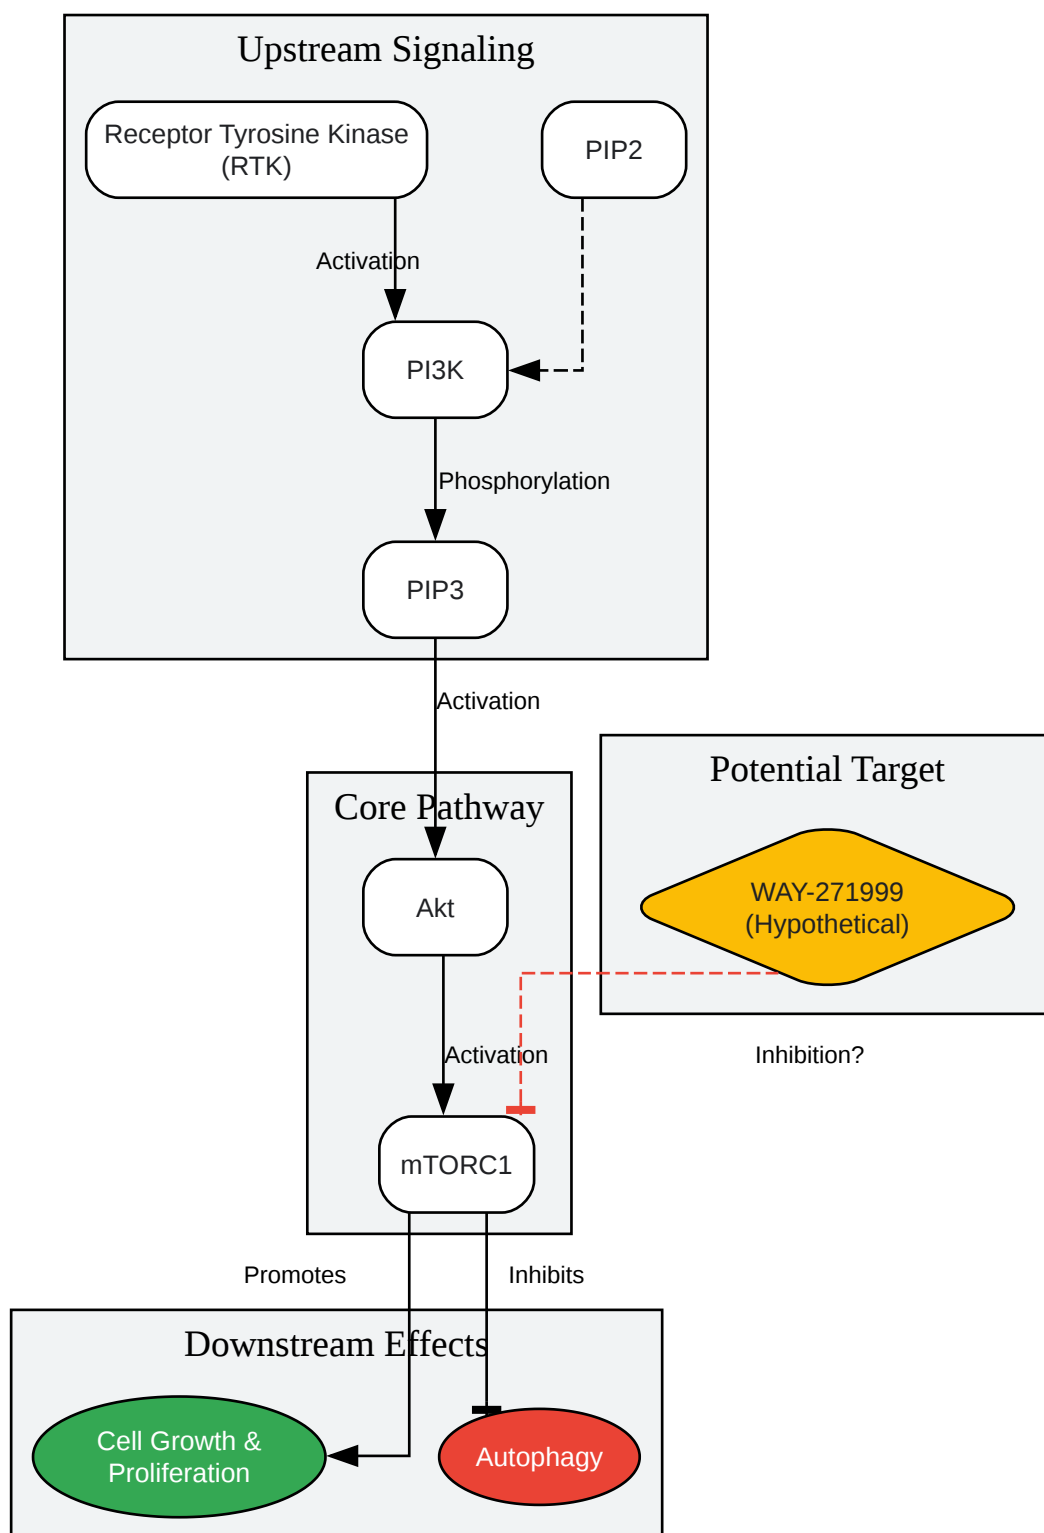 Upstream Signaling
Receptor Tyrosine Kinase
(RTK)
PIP2
Activation
PI3K
Phosphorylation
PIP3
Activation
Potential Target
Core Pathway
WAY-271999
(Hypothetical)
Akt
Activation
Inhibition?
mTORC1
Promotes
Inhibits
Downstream Effects
Cell Growth &
Proliferation
Autophagy